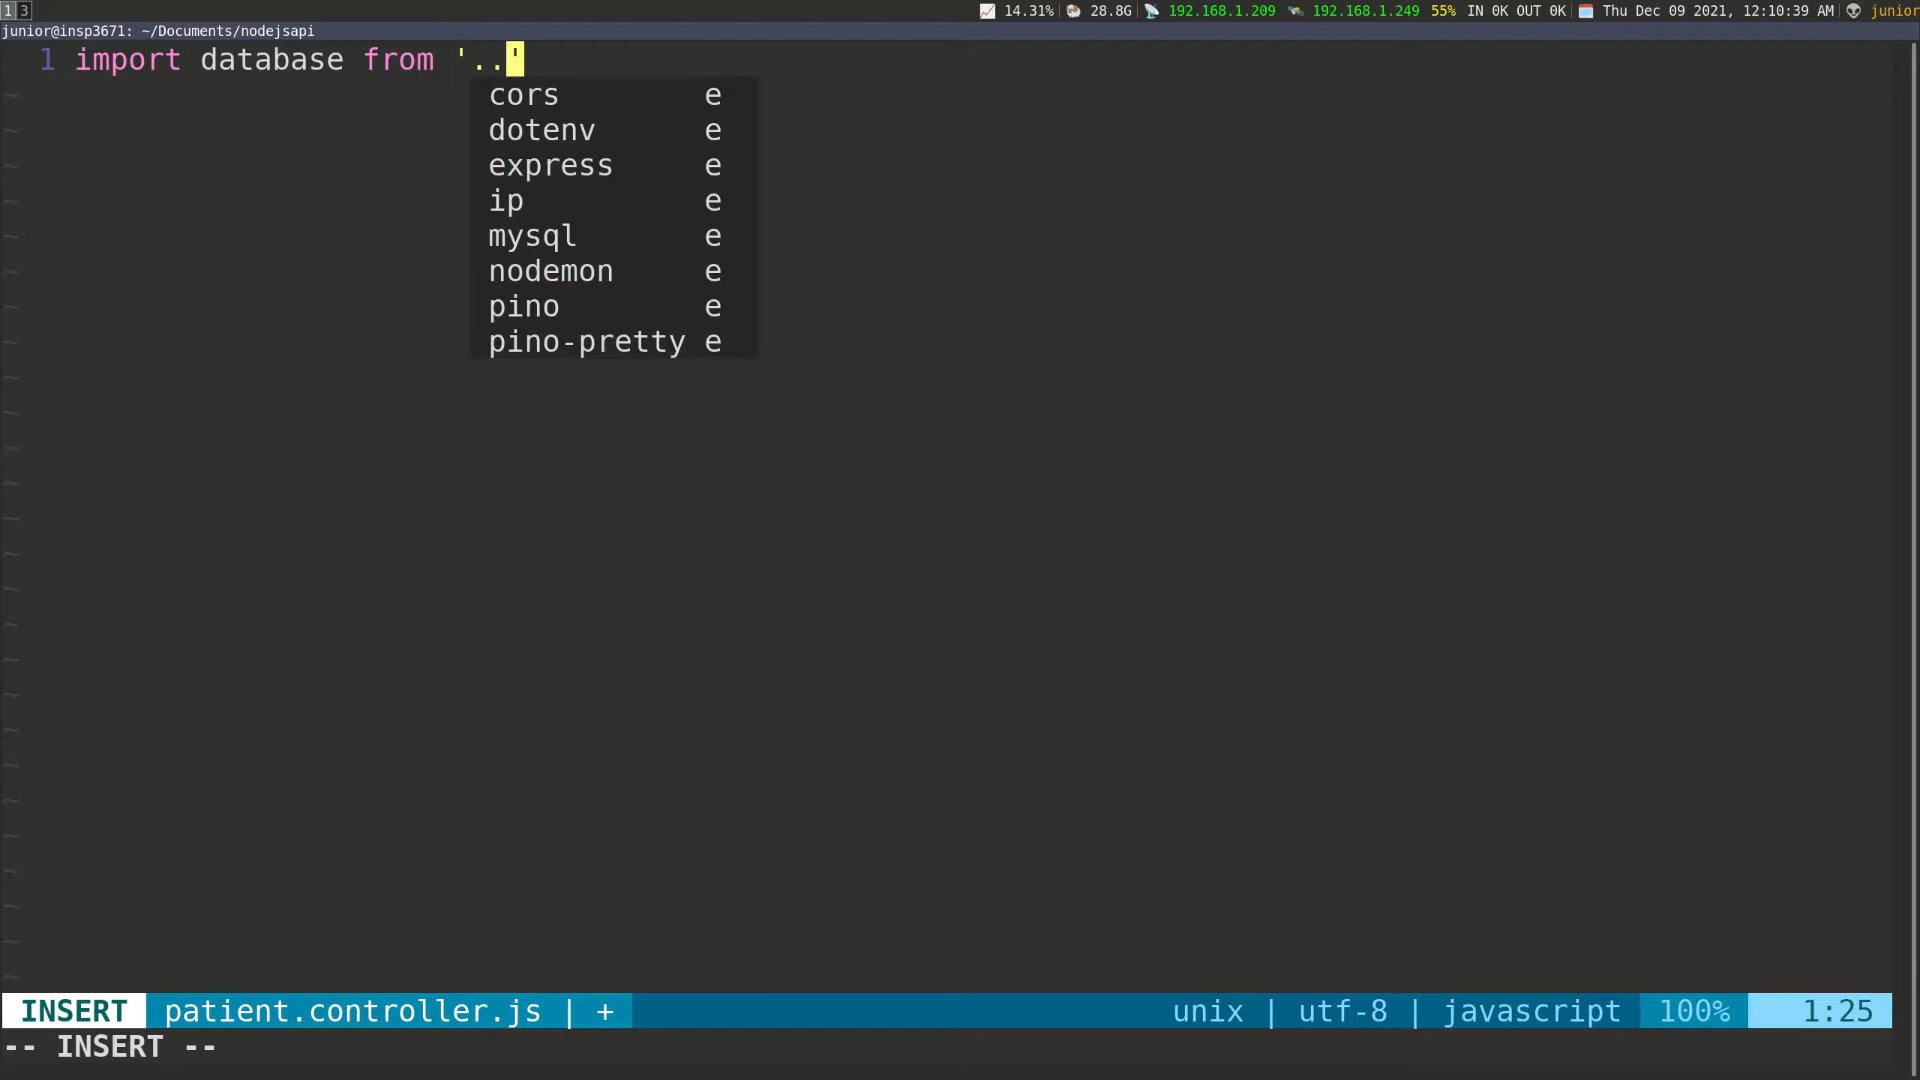 1 3 14.31% 28.8G 192.168.1.209 192.168.1.249 55% IN 0K OUT 0K Thu Dec 09 2021, 12:10:39 AM junior
junior@insp3671: ~/Documents/nodejsapi
1 import database from '..'
cors e
dotenv e
express e
ip e
mysql e
nodemon e
pino e
pino-pretty e
INSERT patient.controller.js | + unix | utf-8 | javascript 100% 1:25
-- INSERT --